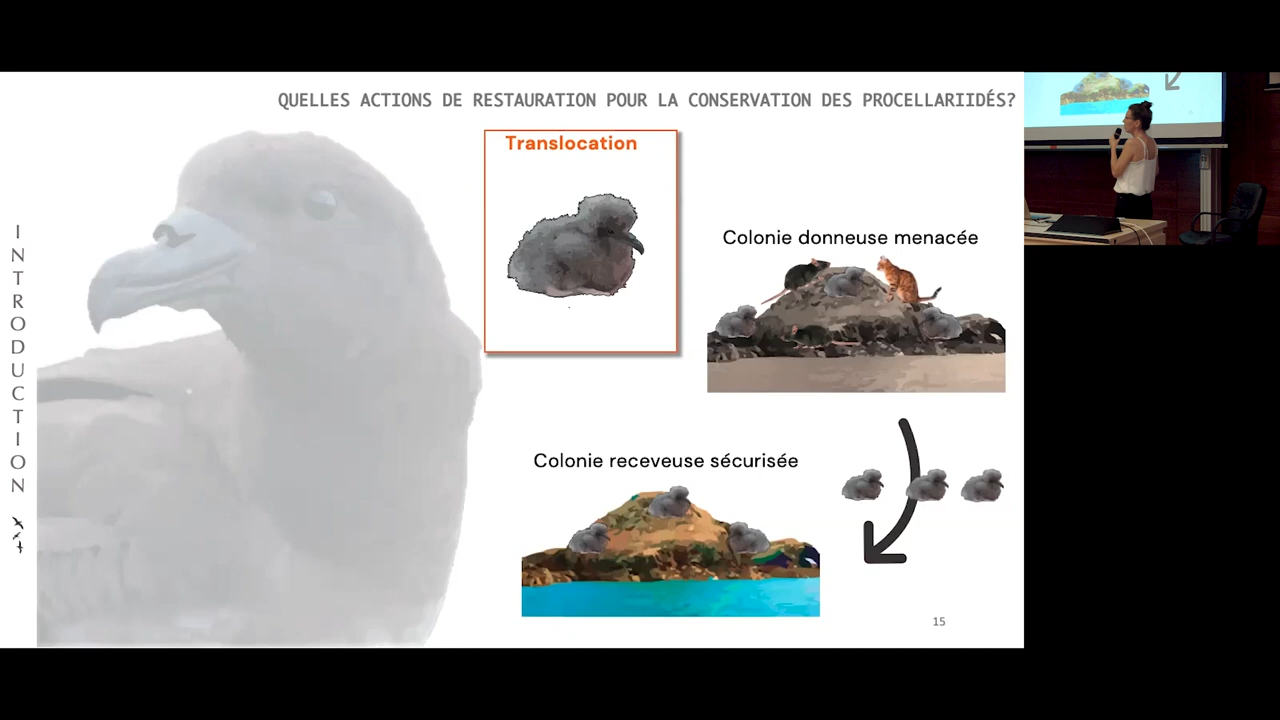 QUELLES ACTIONS DE RESTAURATION POUR LA CONSERVATION DES PROCELLARIIDÉS?
Translocation
Colonie donneuse menacée
INTRODUCTION
Colonie receveuse sécurisée
15